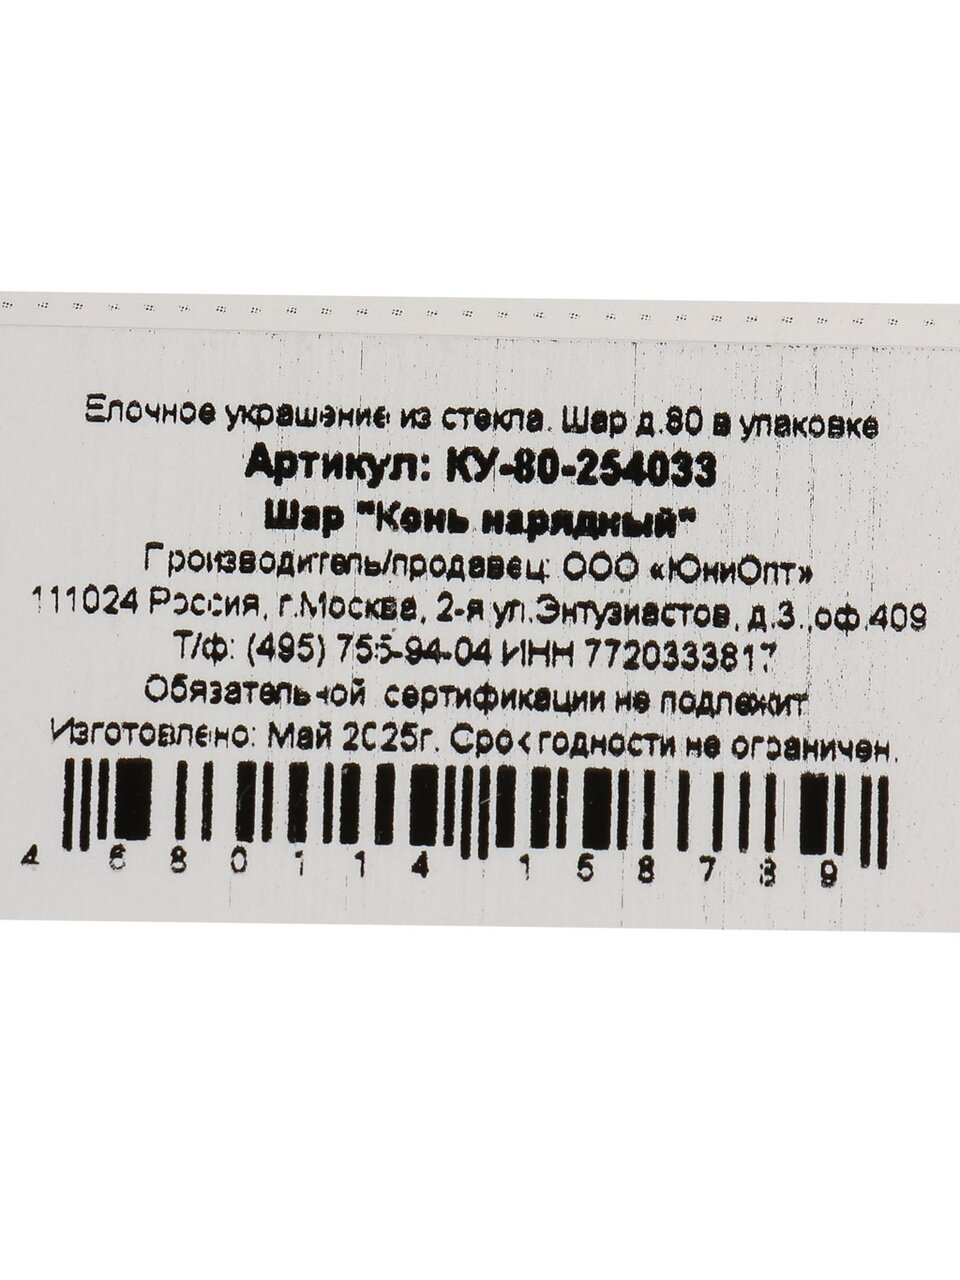 Елочное украшение из стекла. Шар д.80 в упаковке
Артикул: КУ-80-254033
Шар "Конь нарядный"
Производитель/продавец: ООО «ЮниОпт»
111024 Россия, г.Москва, 2-я ул.Энтузиастов, д.3.,оф.409
Т/ф: (495) 755-94-04 ИНН 7720333817
Обязательной сертификации не подлежит
Изготовлено: Май 2025г. Срок годности не ограничен.
4 680114 158789